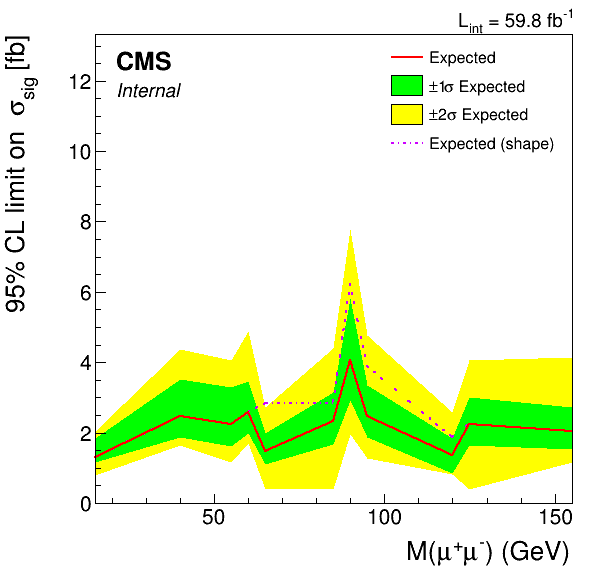 L_int = 59.8 fb⁻¹
CMS
Internal
Expected
±1σ Expected
±2σ Expected
Expected (shape)
95% CL limit on σ_sig [fb]
12
10
8
6
4
2
0
50
100
150
M(μ⁺μ⁻) (GeV)